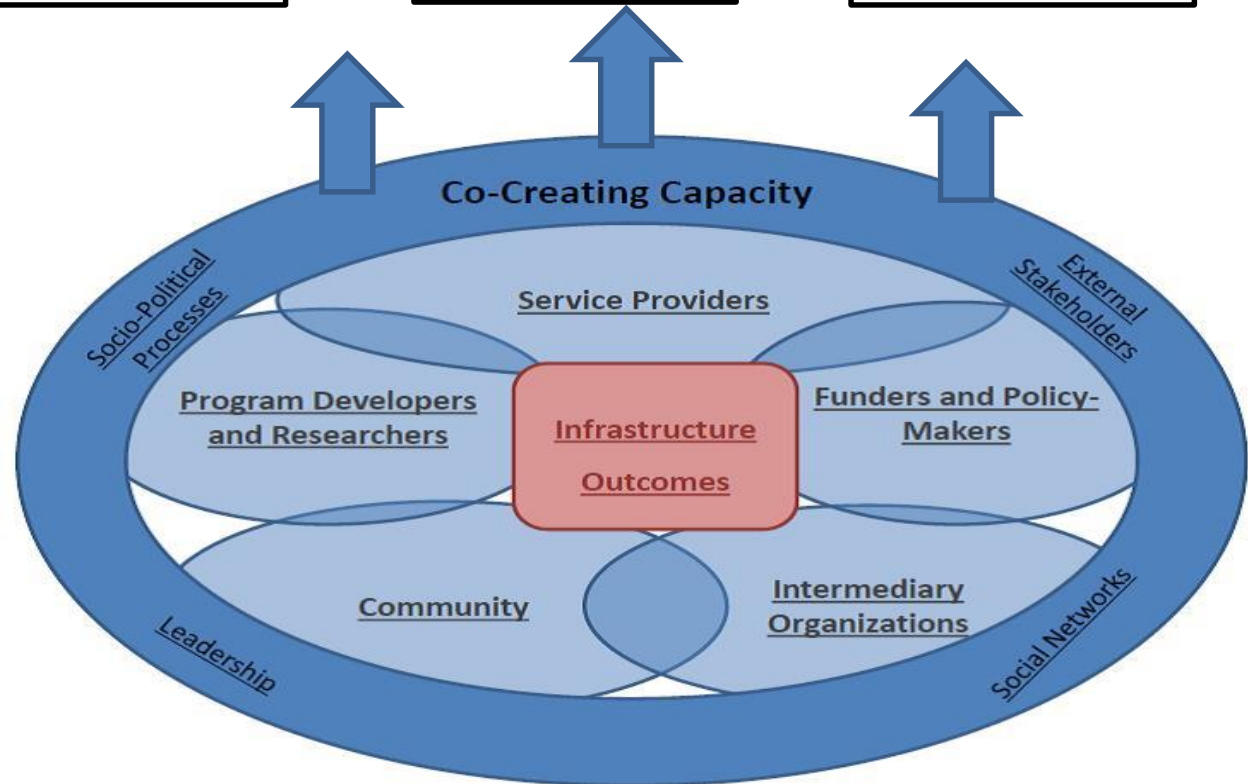 Co-Creating Capacity
Socio-Political
Processes
External
Stakeholders
Service Providers
Program Developers
and Researchers
Funders and Policy-
Makers
Infrastructure
Outcomes
Community
Intermediary
Organizations
Leadership
Social Networks